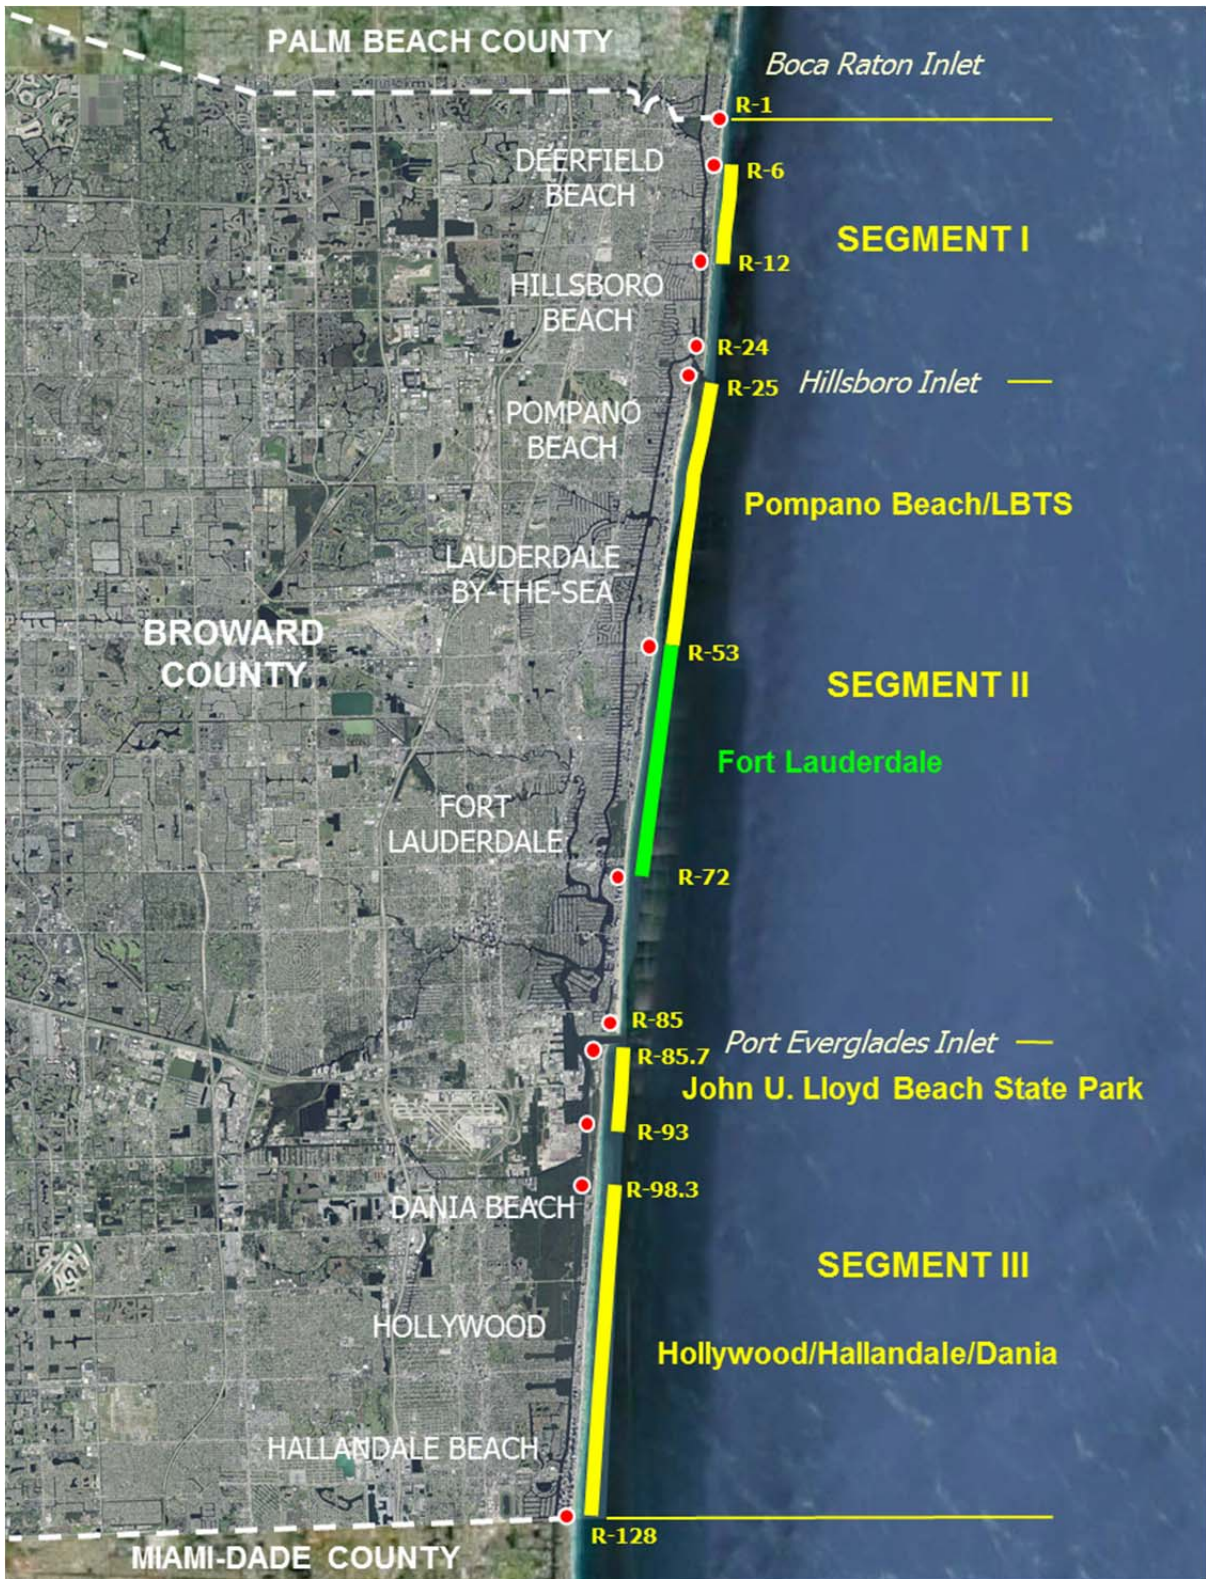 PALM BEACH COUNTY
Boca Raton Inlet
R-1
DEERFIELD
BEACH
R-6
SEGMENT I
R-12
HILLSBORO
BEACH
R-24
Hillsboro Inlet
R-25
POMPANO
BEACH
Pompano Beach/LBTS
LAUDERDALE
BY-THE-SEA
BROWARD
COUNTY
R-53
SEGMENT II
Fort Lauderdale
FORT
LAUDERDALE
R-72
R-85
Port Everglades Inlet
R-85.7
John U. Lloyd Beach State Park
R-93
R-98.3
DANIA BEACH
SEGMENT III
HOLLYWOOD
Hollywood/Hallandale/Dania
HALLANDALE BEACH
R-128
MIAMI-DADE COUNTY